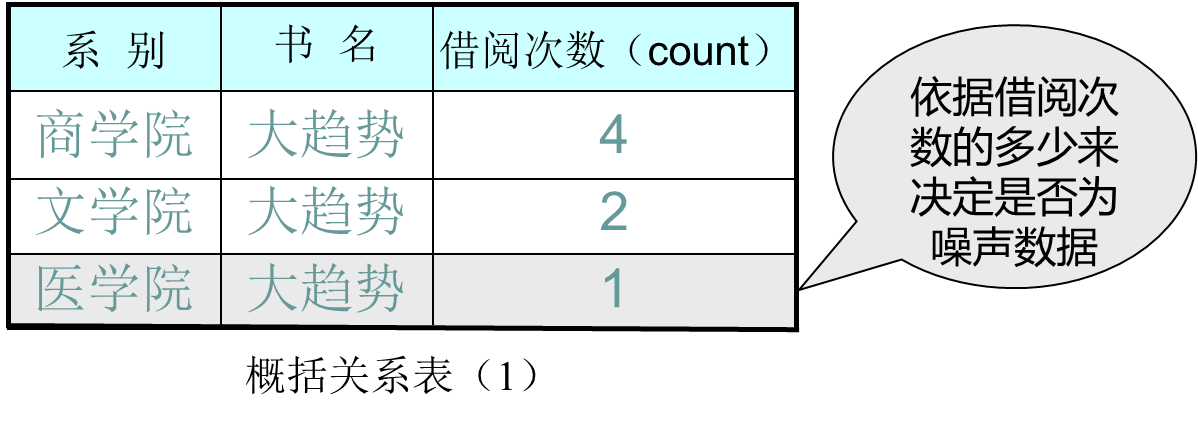 系 别 书 名 借阅次数（count）
商学院 大趋势 4
文学院 大趋势 2
医学院 大趋势 1
依据借阅次
数的多少来
决定是否为
噪声数据
概括关系表（1）